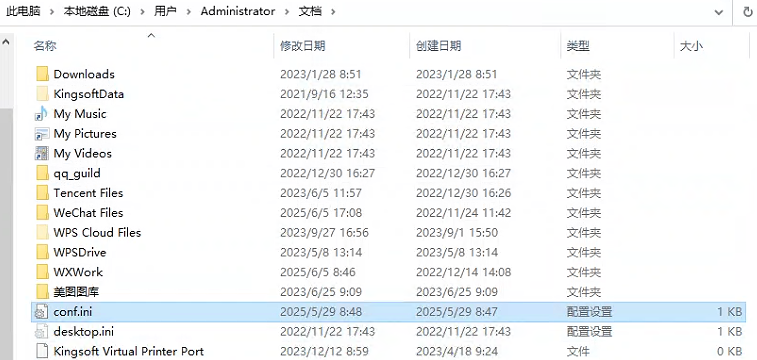 此电脑 > 本地磁盘 (C:) > 用户 > Administrator > 文档 >
名称 修改日期 创建日期 类型 大小
Downloads 2023/1/28 8:51 2023/1/28 8:51 文件夹
KingsoftData 2021/9/16 12:35 2022/11/22 17:43 文件夹
My Music 2022/11/22 17:43 2022/11/22 17:43 文件夹
My Pictures 2022/11/22 17:43 2022/11/22 17:43 文件夹
My Videos 2022/11/22 17:43 2022/11/22 17:43 文件夹
qq_guild 2022/12/30 16:27 2022/12/30 16:27 文件夹
Tencent Files 2023/6/5 11:57 2022/12/30 16:26 文件夹
WeChat Files 2025/6/5 17:08 2022/11/24 11:42 文件夹
WPS Cloud Files 2023/9/27 16:56 2023/9/1 15:50 文件夹
WPSDrive 2023/5/8 13:14 2023/5/8 13:14 文件夹
WXWork 2025/6/5 8:46 2022/12/14 14:08 文件夹
美图图库 2023/6/25 9:09 2023/6/25 9:09 文件夹
conf.ini 2025/5/29 8:48 2025/5/29 8:47 配置设置 1 KB
desktop.ini 2022/11/22 17:43 2022/11/22 17:43 配置设置 1 KB
Kingsoft Virtual Printer Port 2023/12/12 8:59 2023/4/18 9:24 文件 0 KB